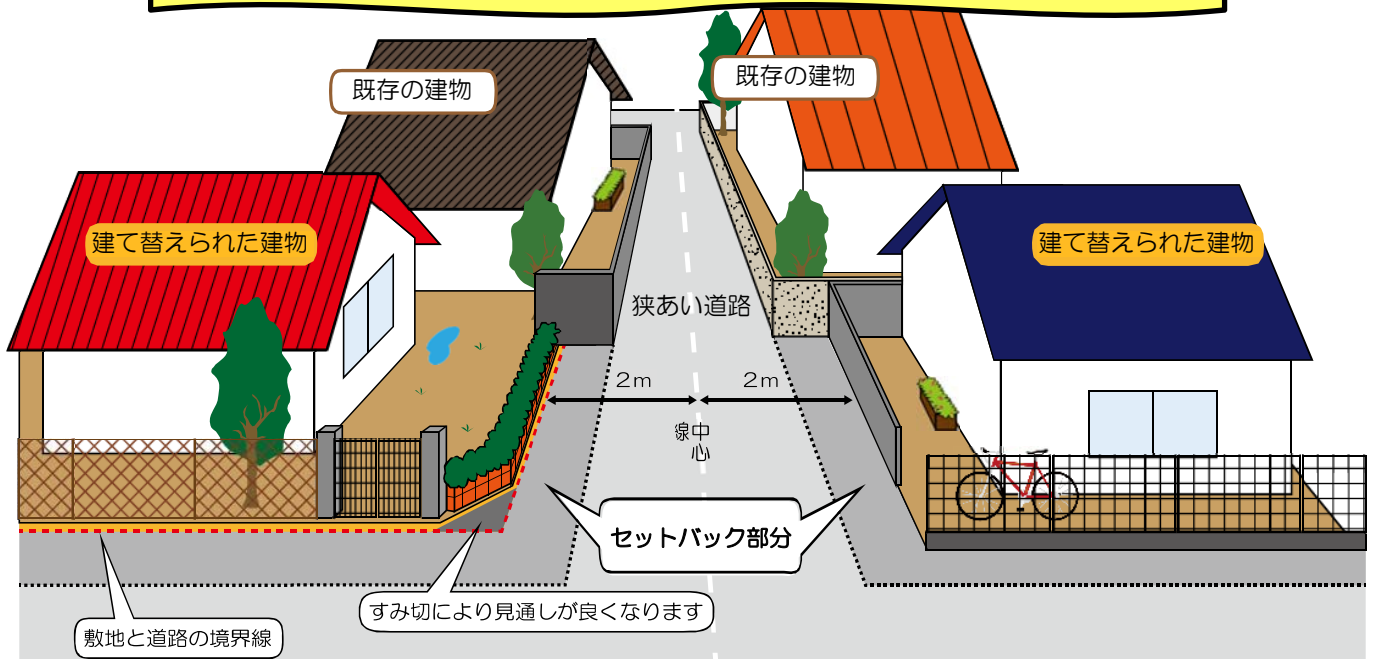 既存の建物
既存の建物
建て替えられた建物
建て替えられた建物
狭あい道路
2m
2m
中心線
セットバック部分
すみ切により見通しが良くなります
敷地と道路の境界線